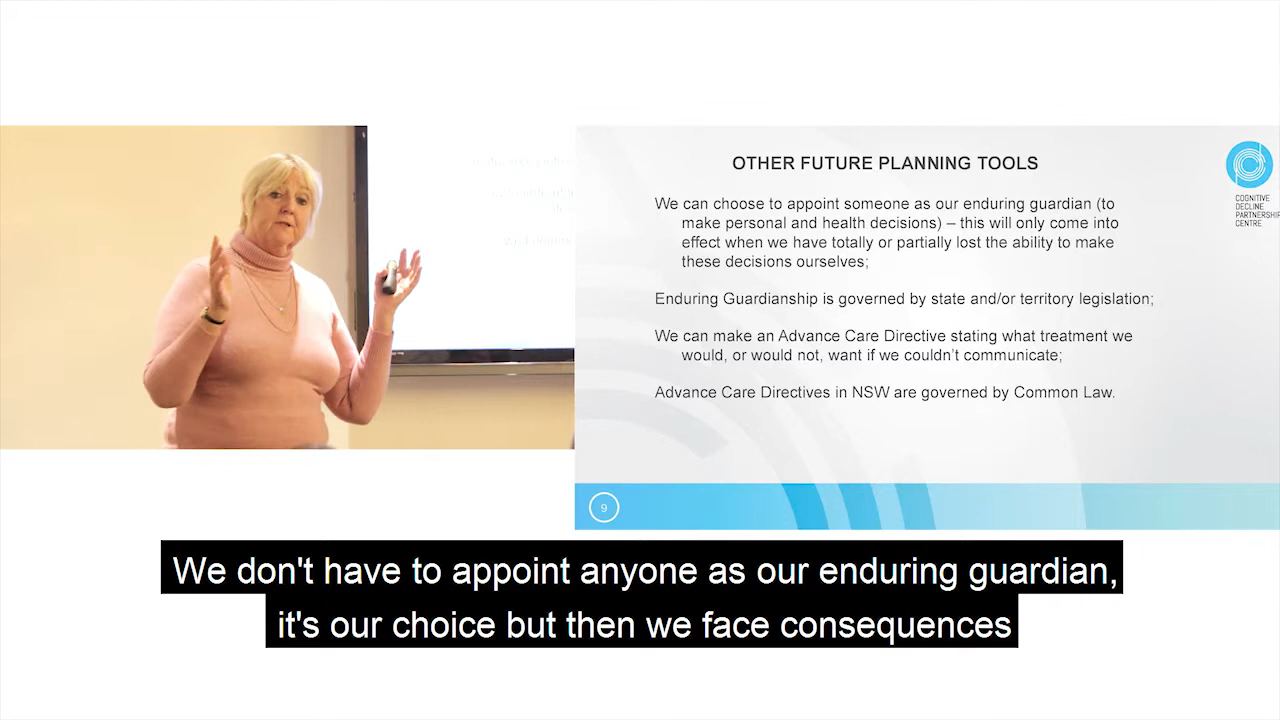 OTHER FUTURE PLANNING TOOLS
We can choose to appoint someone as our enduring guardian (to
make personal and health decisions) – this will only come into
effect when we have totally or partially lost the ability to make
these decisions ourselves;
Enduring Guardianship is governed by state and/or territory legislation;
We can make an Advance Care Directive stating what treatment we
would, or would not, want if we couldn't communicate;
Advance Care Directives in NSW are governed by Common Law.
COGNITIVE
DECLINE
PARTNERSHIP
CENTRE
9
We don't have to appoint anyone as our enduring guardian,
it's our choice but then we face consequences